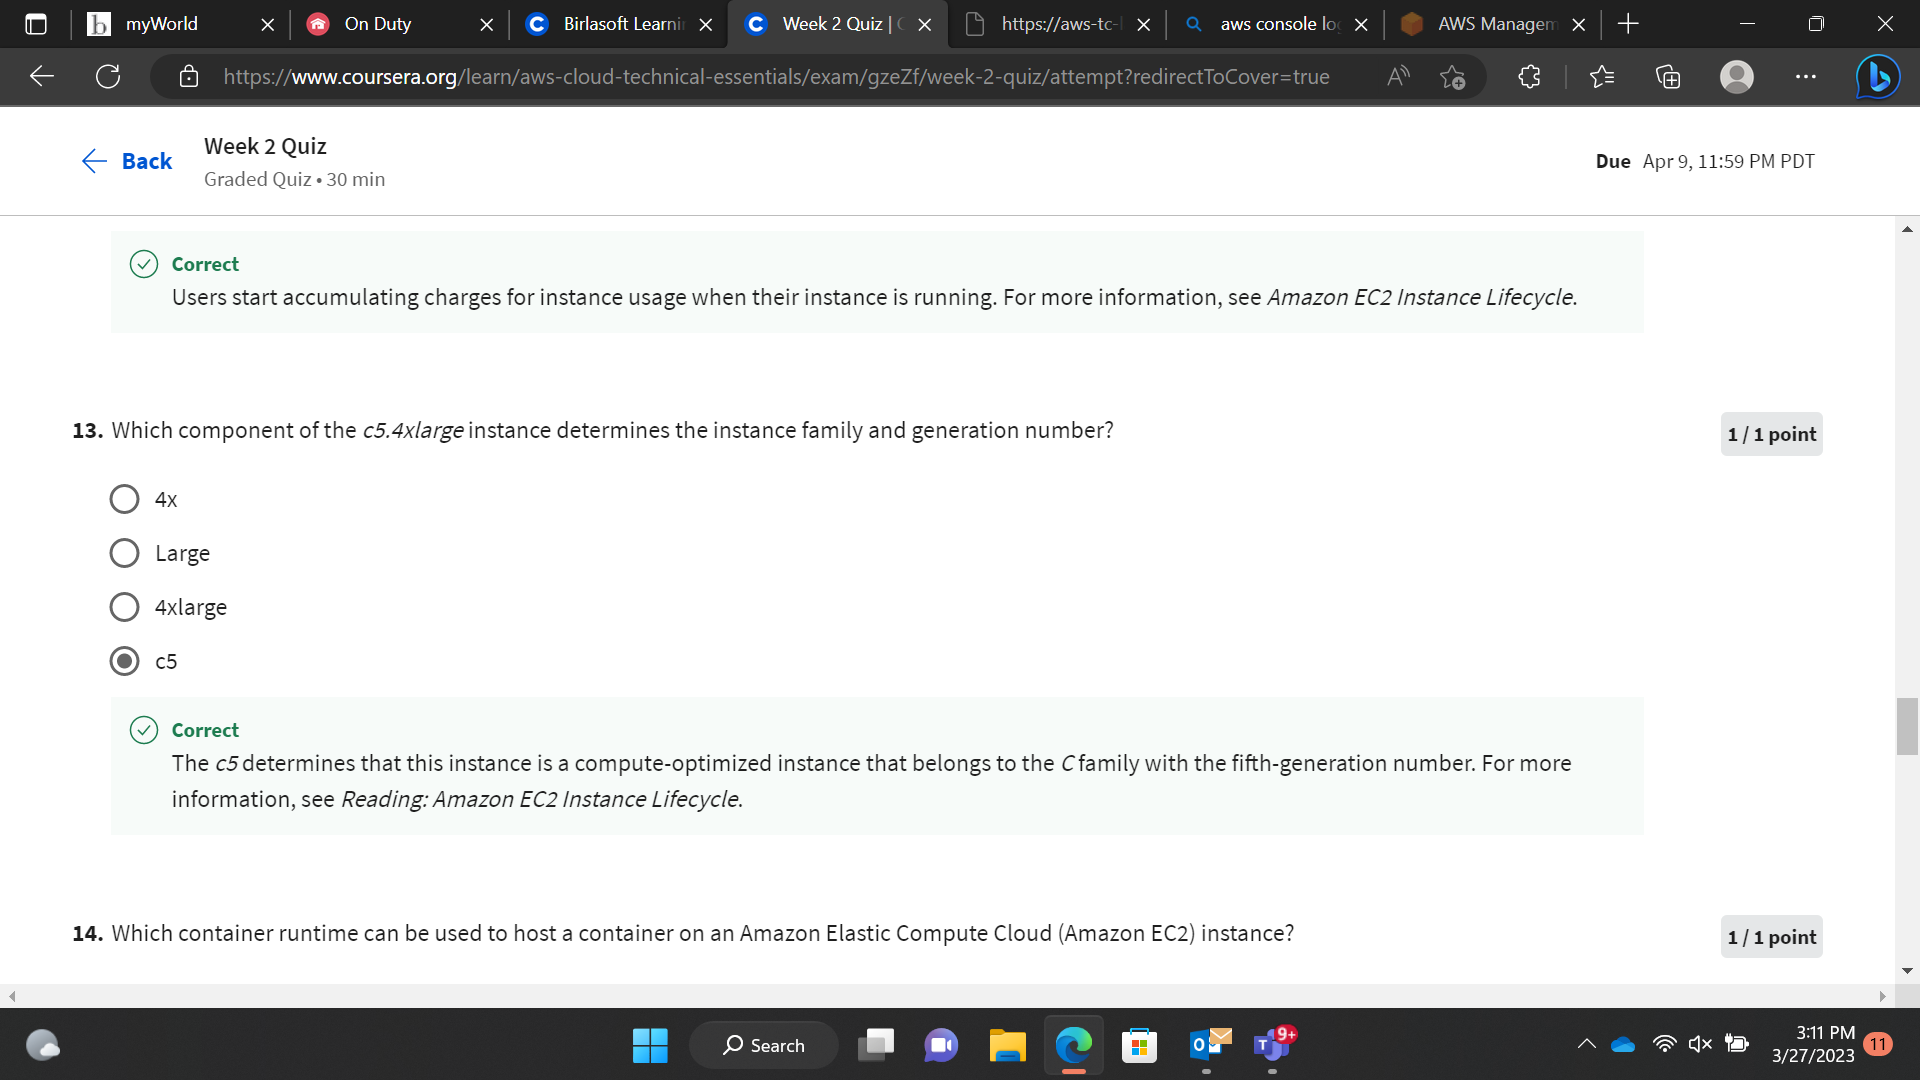 myWorld
On Duty
Birlasoft Learni
Week 2 Quiz |
https://aws-tc-
aws console lo
AWS Managem
https://www.coursera.org/learn/aws-cloud-technical-essentials/exam/gzeZf/week-2-quiz/attempt?redirectToCover=true
Back
Week 2 Quiz
Graded Quiz • 30 min
Due Apr 9, 11:59 PM PDT
Correct
Users start accumulating charges for instance usage when their instance is running. For more information, see Amazon EC2 Instance Lifecycle.
13. Which component of the c5.4xlarge instance determines the instance family and generation number?
1 / 1 point
4x
Large
4xlarge
c5
Correct
The c5 determines that this instance is a compute-optimized instance that belongs to the C family with the fifth-generation number. For more
information, see Reading: Amazon EC2 Instance Lifecycle.
14. Which container runtime can be used to host a container on an Amazon Elastic Compute Cloud (Amazon EC2) instance?
1 / 1 point
Search
9+
3:11 PM
3/27/2023
11